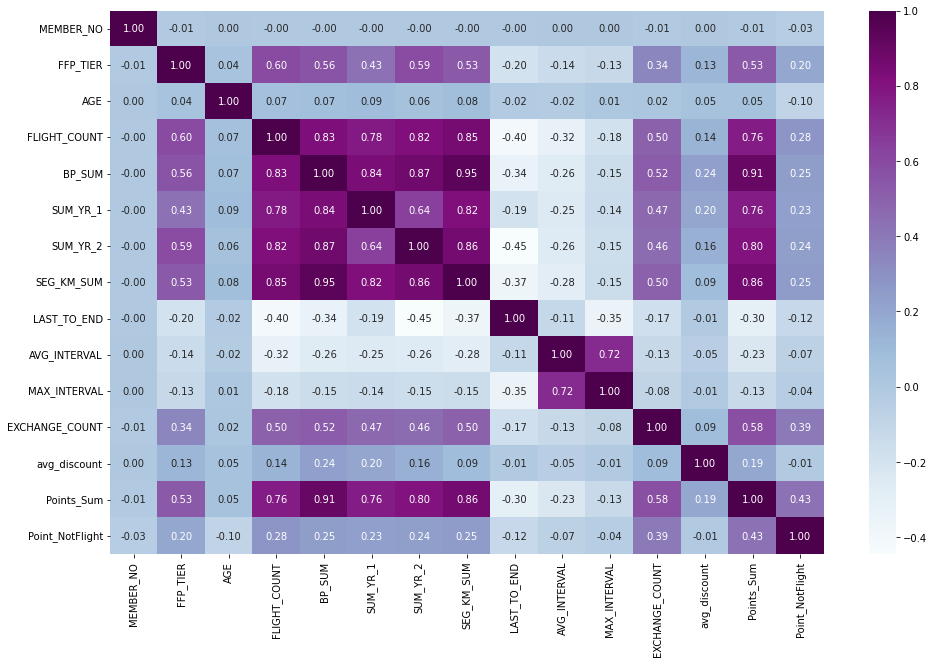 MEMBER_NO 1.00 -0.01 0.00 -0.00 -0.00 -0.00 -0.00 -0.00 -0.00 0.00 0.00 -0.01 0.00 -0.01 -0.03
FFP_TIER -0.01 1.00 0.04 0.60 0.56 0.43 0.59 0.53 -0.20 -0.14 -0.13 0.34 0.13 0.53 0.20
AGE 0.00 0.04 1.00 0.07 0.07 0.09 0.06 0.08 -0.02 -0.02 0.01 0.02 0.05 0.05 -0.10
FLIGHT_COUNT -0.00 0.60 0.07 1.00 0.83 0.78 0.82 0.85 -0.40 -0.32 -0.18 0.50 0.14 0.76 0.28
BP_SUM -0.00 0.56 0.07 0.83 1.00 0.84 0.87 0.95 -0.34 -0.26 -0.15 0.52 0.24 0.91 0.25
SUM_YR_1 -0.00 0.43 0.09 0.78 0.84 1.00 0.64 0.82 -0.19 -0.25 -0.14 0.47 0.20 0.76 0.23
SUM_YR_2 -0.00 0.59 0.06 0.82 0.87 0.64 1.00 0.86 -0.45 -0.26 -0.15 0.46 0.16 0.80 0.24
SEG_KM_SUM -0.00 0.53 0.08 0.85 0.95 0.82 0.86 1.00 -0.37 -0.28 -0.15 0.50 0.09 0.86 0.25
LAST_TO_END -0.00 -0.20 -0.02 -0.40 -0.34 -0.19 -0.45 -0.37 1.00 -0.11 -0.35 -0.17 -0.01 -0.30 -0.12
AVG_INTERVAL 0.00 -0.14 -0.02 -0.32 -0.26 -0.25 -0.26 -0.28 -0.11 1.00 0.72 -0.13 -0.05 -0.23 -0.07
MAX_INTERVAL 0.00 -0.13 0.01 -0.18 -0.15 -0.14 -0.15 -0.15 -0.35 0.72 1.00 -0.08 -0.01 -0.13 -0.04
EXCHANGE_COUNT -0.01 0.34 0.02 0.50 0.52 0.47 0.46 0.50 -0.17 -0.13 -0.08 1.00 0.09 0.58 0.39
avg_discount 0.00 0.13 0.05 0.14 0.24 0.20 0.16 0.09 -0.01 -0.05 -0.01 0.09 1.00 0.19 -0.01
Points_Sum -0.01 0.53 0.05 0.76 0.91 0.76 0.80 0.86 -0.30 -0.23 -0.13 0.58 0.19 1.00 0.43
Point_NotFlight -0.03 0.20 -0.10 0.28 0.25 0.23 0.24 0.25 -0.12 -0.07 -0.04 0.39 -0.01 0.43 1.00
MEMBER_NO
FFP_TIER
AGE
FLIGHT_COUNT
BP_SUM
SUM_YR_1
SUM_YR_2
SEG_KM_SUM
LAST_TO_END
AVG_INTERVAL
MAX_INTERVAL
EXCHANGE_COUNT
avg_discount
Points_Sum
Point_NotFlight
1.0
0.8
0.6
0.4
0.2
0.0
−0.2
−0.4